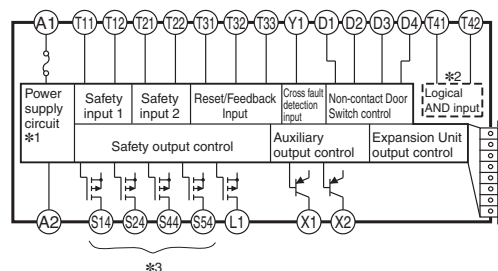 A1 T11 T12 T21 T22 T31 T32 T33 Y1 D1 D2 D3 D4 T41 T42
Power supply circuit *1
Safety input 1
Safety input 2
Reset/Feedback Input
Cross fault detection input
Non-contact Door Switch control
*2
Logical AND input
Safety output control
Auxiliary output control
Expansion Unit output control
A2 S14 S24 S44 S54 L1 X1 X2
*3